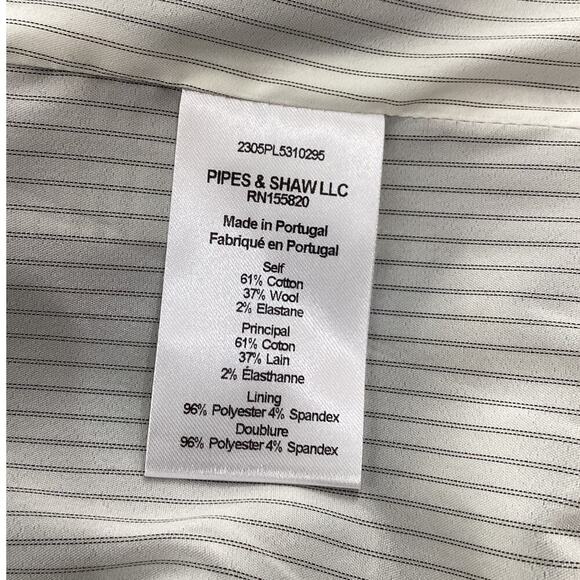 2305PL5310295
PIPES & SHAW LLC
RN155820
Made in Portugal
Fabriqué en Portugal
Self
61% Cotton
37% Wool
2% Elastane
Principal
61% Coton
37% Lain
2% Élasthanne
Lining
96% Polyester 4% Spandex
Doublure
96% Polyester 4% Spandex